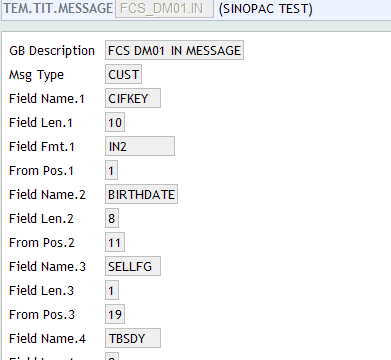 TEM.TIT.MESSAGE FCS_DM01.IN (SINOPAC TEST)
GB Description FCS DM01 IN MESSAGE
Msg Type CUST
Field Name.1 CIFKEY
Field Len.1 10
Field Fmt.1 IN2
From Pos.1 1
Field Name.2 BIRTHDATE
Field Len.2 8
From Pos.2 11
Field Name.3 SELLFG
Field Len.3 1
From Pos.3 19
Field Name.4 TBSDY